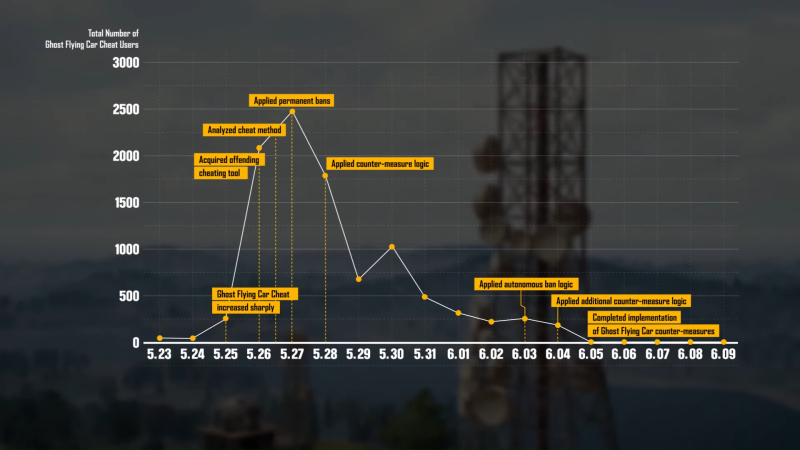 Total Number of
Ghost Flying Car Cheat Users
3000
2500
2000
1500
1000
500
0
Applied permanent bans
Analyzed cheat method
Acquired offending
cheating tool
Applied counter-measure logic
Ghost Flying Car Cheat
increased sharply
Applied autonomous ban logic
Applied additional counter-measure logic
Completed implementation
of Ghost Flying Car counter-measures
5.23 5.24 5.25 5.26 5.27 5.28 5.29 5.30 5.31 6.01 6.02 6.03 6.04 6.05 6.06 6.07 6.08 6.09